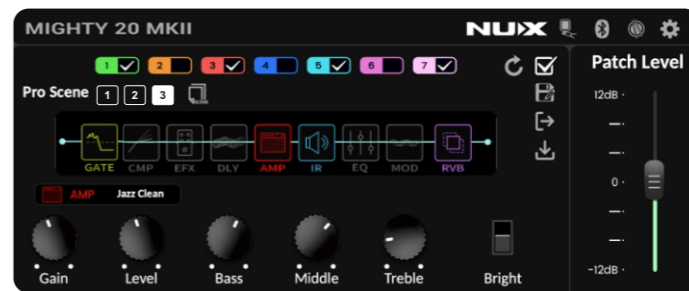 MIGHTY 20 MKII
NUX
1 2 3 4 5 6 7
Patch Level
Pro Scene 1 2 3
12dB
GATE CMP EFX DLY AMP IR EQ MOD RVB
0
AMP Jazz Clean
-12dB
Gain Level Bass Middle Treble Bright